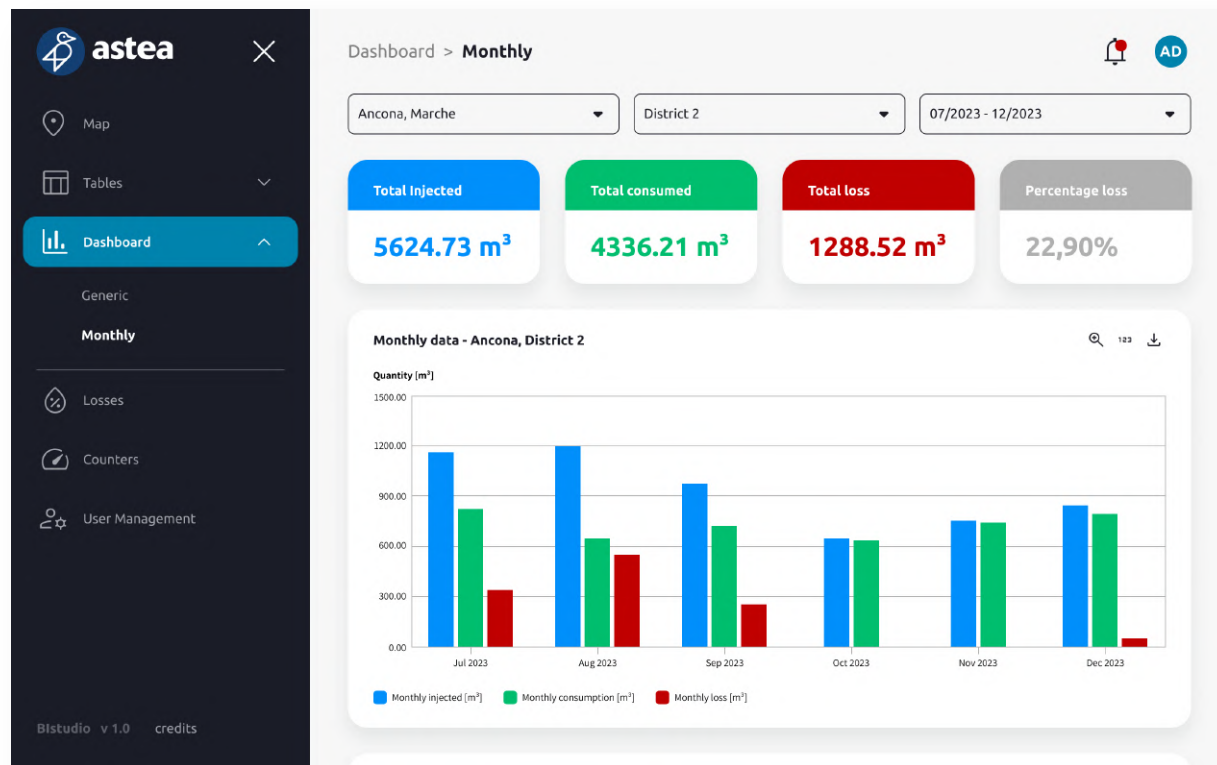 astea
Map
Tables
Dashboard
Generic
Monthly
Losses
Counters
User Management
BIstudio v 1.0 credits
Dashboard > Monthly
AD
Ancona, Marche
District 2
07/2023 - 12/2023
Total Injected
5624.73 m³
Total consumed
4336.21 m³
Total loss
1288.52 m³
Percentage loss
22,90%
Monthly data - Ancona, District 2
123
Quantity [m³]
1500.00
1200.00
900.00
600.00
300.00
0.00
Jul 2023 Aug 2023 Sep 2023 Oct 2023 Nov 2023 Dec 2023
Monthly injected [m³] Monthly consumption [m³] Monthly loss [m³]